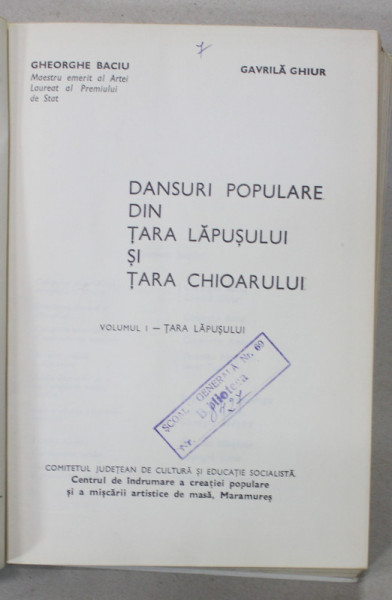 7
GHEORGHE BACIU
Maestru emerit al Artei
Laureat al Premiului
de Stat
GAVRILĂ GHIUR
DANSURI POPULARE
DIN
ȚARA LĂPUȘULUI
ȘI
ȚARA CHIOARULUI
VOLUMUL I — ȚARA LĂPUȘULUI
ȘCOALA GENERALĂ Nr. 69
Biblioteca
Nr.
COMITETUL JUDEȚEAN DE CULTURĂ ȘI EDUCAȚIE SOCIALISTĂ
Centrul de îndrumare a creației populare
și a mișcării artistice de masă, Maramureș